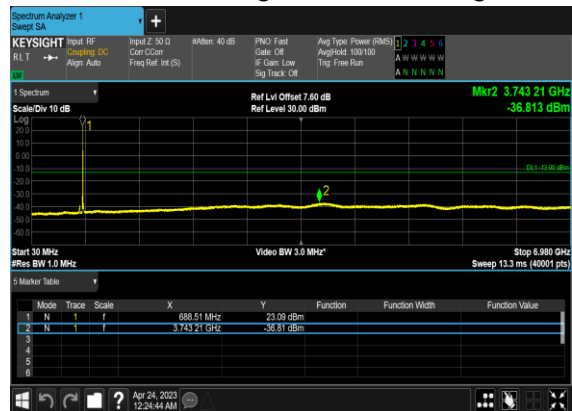 Spectrum Analyzer 1
Swept SA
+
KEYSIGHT Input: RF Input Z: 50 Ω #Atten: 40 dB PNO: Fast Avg Type: Power (RMS) 1 2 3 4 5 6
RLT Coupling: DC Corr CCorr Gate: Off Avg|Hold: 100/100 A W W W W W
Align: Auto Freq Ref: Int (S) IF Gain: Low Trig: Free Run A N N N N N
Sig Track: Off
LXI
1 Spectrum Ref Lvl Offset 7.60 dB Mkr2 3.743 21 GHz
Scale/Div 10 dB Ref Level 30.00 dBm -36.813 dBm
Log
20.0
10.0
0.00
-10.0
-20.0
-30.0
-40.0
-50.0
-60.0
1
DL1 -13.00 dBm
2
Start 30 MHz Video BW 3.0 MHz* Stop 6.980 GHz
#Res BW 1.0 MHz Sweep 13.3 ms (40001 pts)
5 Marker Table
Mode Trace Scale X Y Function Function Width Function Value
1 N 1 f 688.51 MHz 23.09 dBm
2 N 1 f 3.743 21 GHz -36.81 dBm
3
4
5
6
? Apr 24, 2023
12:24:44 AM